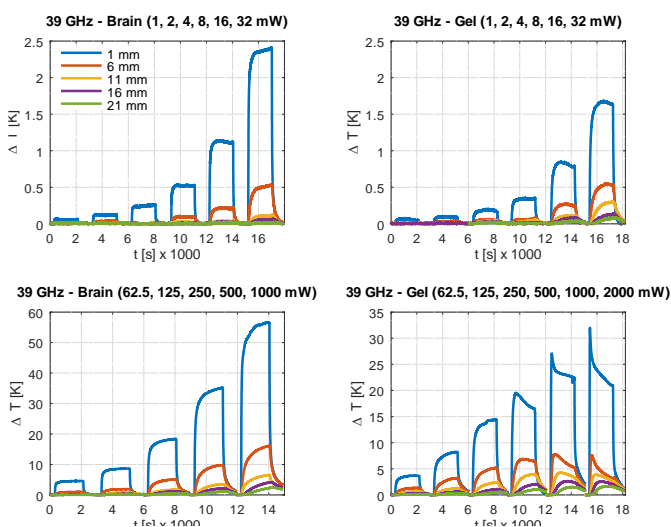 39 GHz - Brain (1, 2, 4, 8, 16, 32 mW)
2.5
2
1.5
1
0.5
0
Δ T [K]
1 mm
6 mm
11 mm
16 mm
21 mm
0 2 4 6 8 10 12 14 16
t [s] x 1000
39 GHz - Gel (1, 2, 4, 8, 16, 32 mW)
2.5
2
1.5
1
0.5
0
Δ T [K]
0 2 4 6 8 10 12 14 16 18
t [s] x 1000
39 GHz - Brain (62.5, 125, 250, 500, 1000 mW)
60
50
40
30
20
10
0
Δ T [K]
0 2 4 6 8 10 12 14
t [s] x 1000
39 GHz - Gel (62.5, 125, 250, 500, 1000, 2000 mW)
35
30
25
20
15
10
5
0
Δ T [K]
0 2 4 6 8 10 12 14 16 18
t [s] x 1000